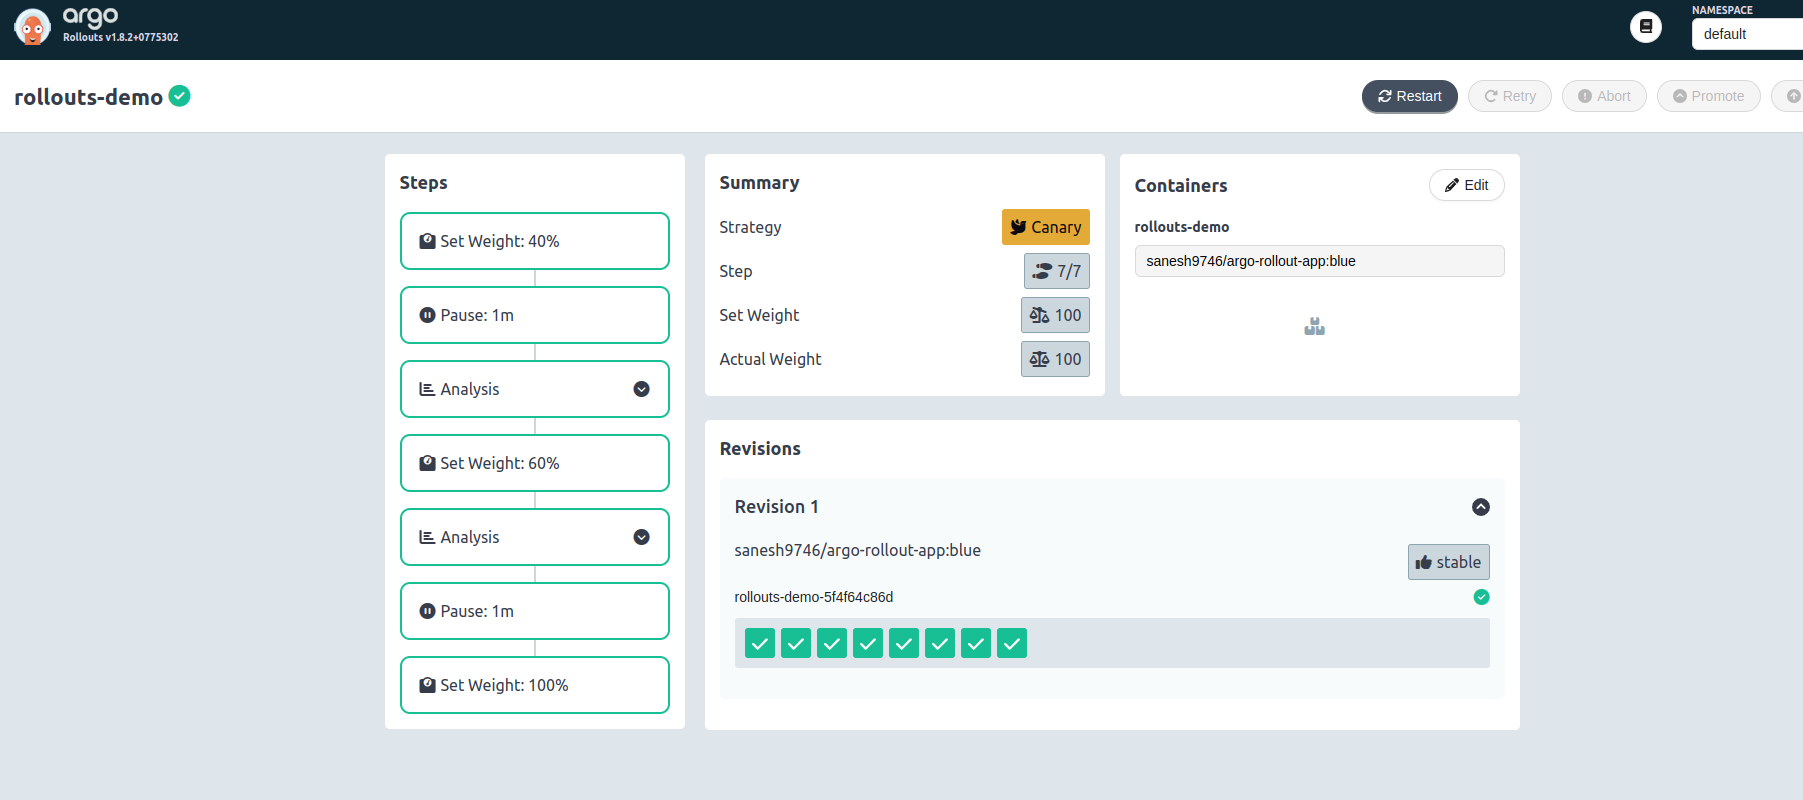 argo
Rollouts v1.8.2+0775302
NAMESPACE
default
rollouts-demo
Restart
Retry
Abort
Promote
Steps
Set Weight: 40%
Pause: 1m
Analysis
Set Weight: 60%
Analysis
Pause: 1m
Set Weight: 100%
Summary
Strategy
Canary
Step
7/7
Set Weight
100
Actual Weight
100
Containers
Edit
rollouts-demo
sanesh9746/argo-rollout-app:blue
Revisions
Revision 1
sanesh9746/argo-rollout-app:blue
stable
rollouts-demo-5f4f64c86d